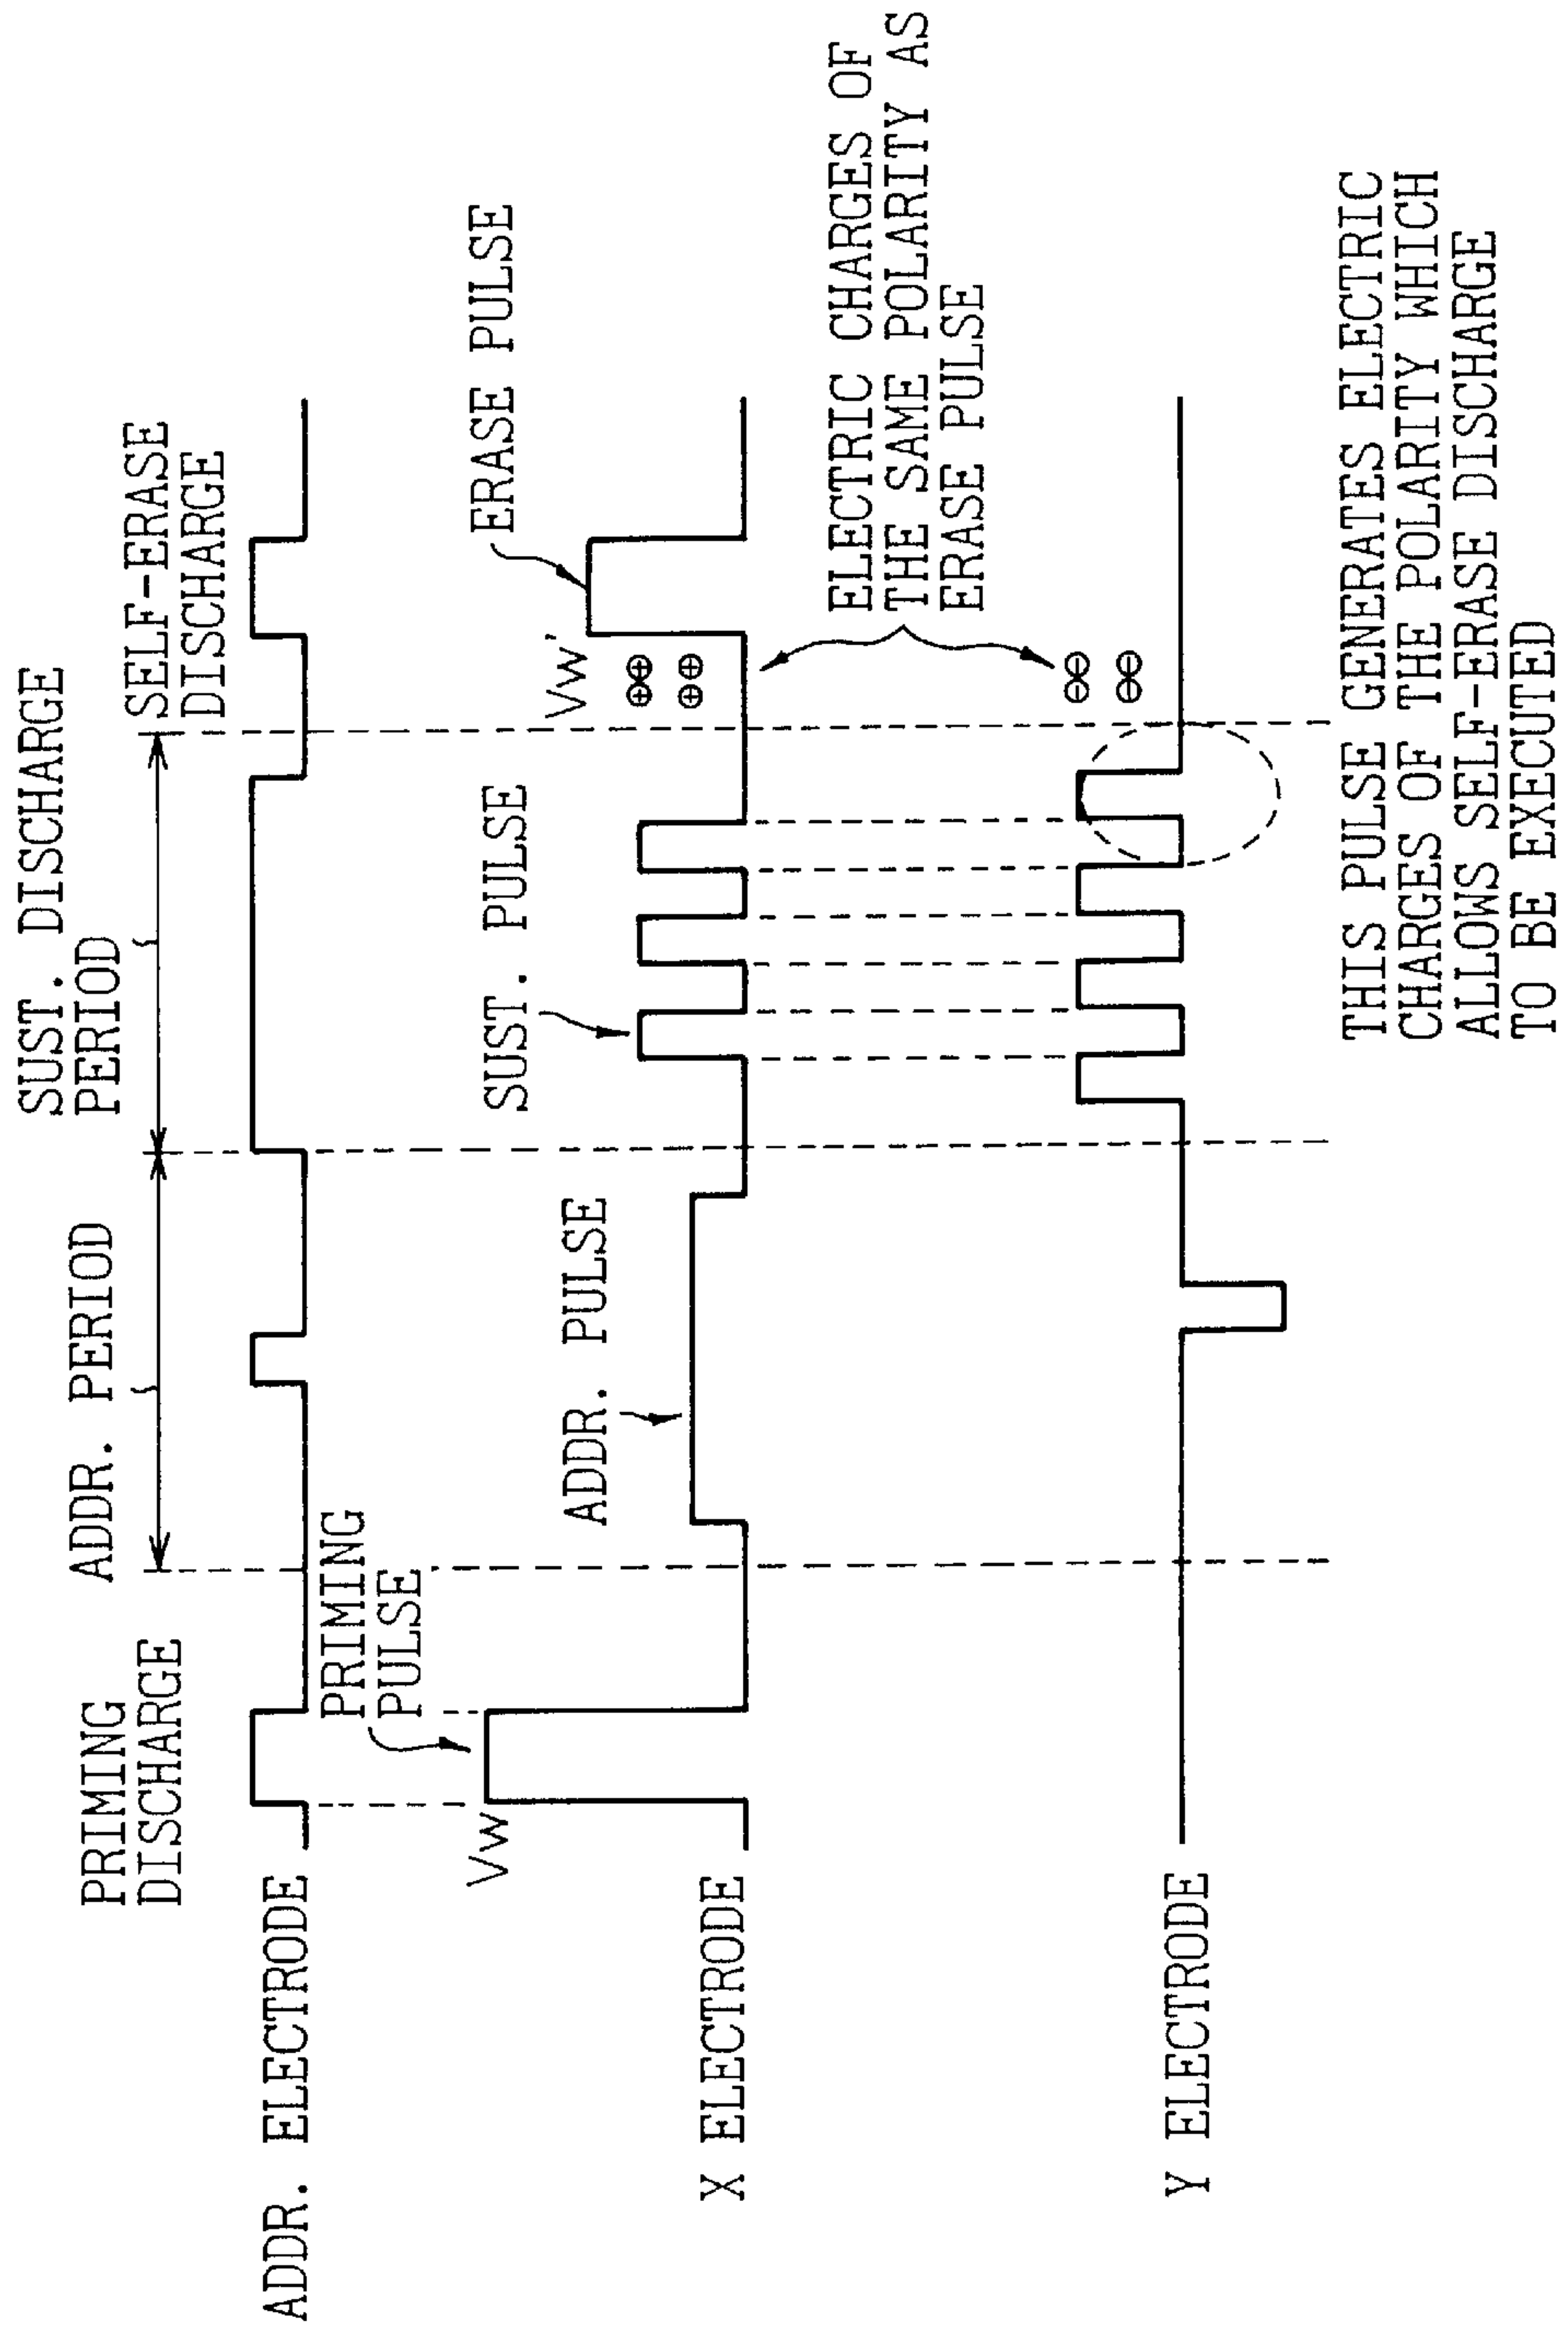 PRIMING
DISCHARGE
ADDR. PERIOD
SUST. DISCHARGE
PERIOD
SELF-ERASE
DISCHARGE
ADDR. ELECTRODE
PRIMING
PULSE
Vw
ADDR. PULSE
SUST. PULSE
Vw'
ERASE PULSE
X ELECTRODE
⊕⊕
⊕⊕
ELECTRIC CHARGES OF
THE SAME POLARITY AS
ERASE PULSE
⊖⊖
⊖⊖
Y ELECTRODE
THIS PULSE GENERATES ELECTRIC
CHARGES OF THE POLARITY WHICH
ALLOWS SELF-ERASE DISCHARGE
TO BE EXECUTED